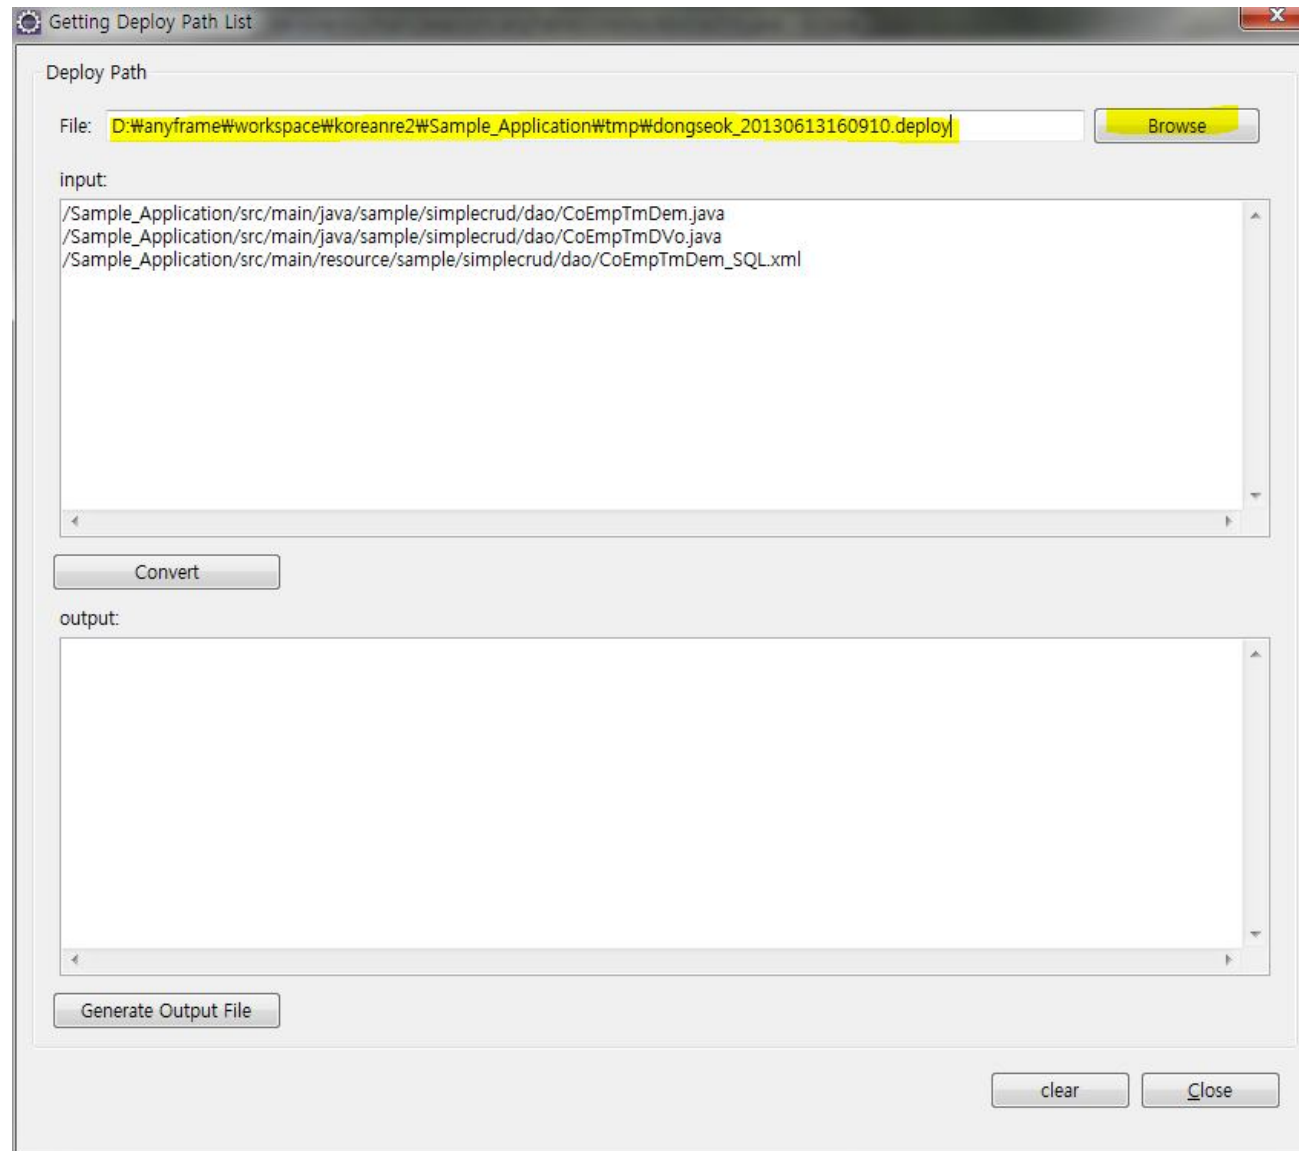 Getting Deploy Path List
Deploy Path
File: D:₩anyframe₩workspace₩koreanre2₩Sample_Application₩tmp₩dongseok_20130613160910.deploy Browse
input:
/Sample_Application/src/main/java/sample/simplecrud/dao/CoEmpTmDem.java
/Sample_Application/src/main/java/sample/simplecrud/dao/CoEmpTmDVo.java
/Sample_Application/src/main/resource/sample/simplecrud/dao/CoEmpTmDem_SQL.xml
Convert
output:
Generate Output File
clear Close